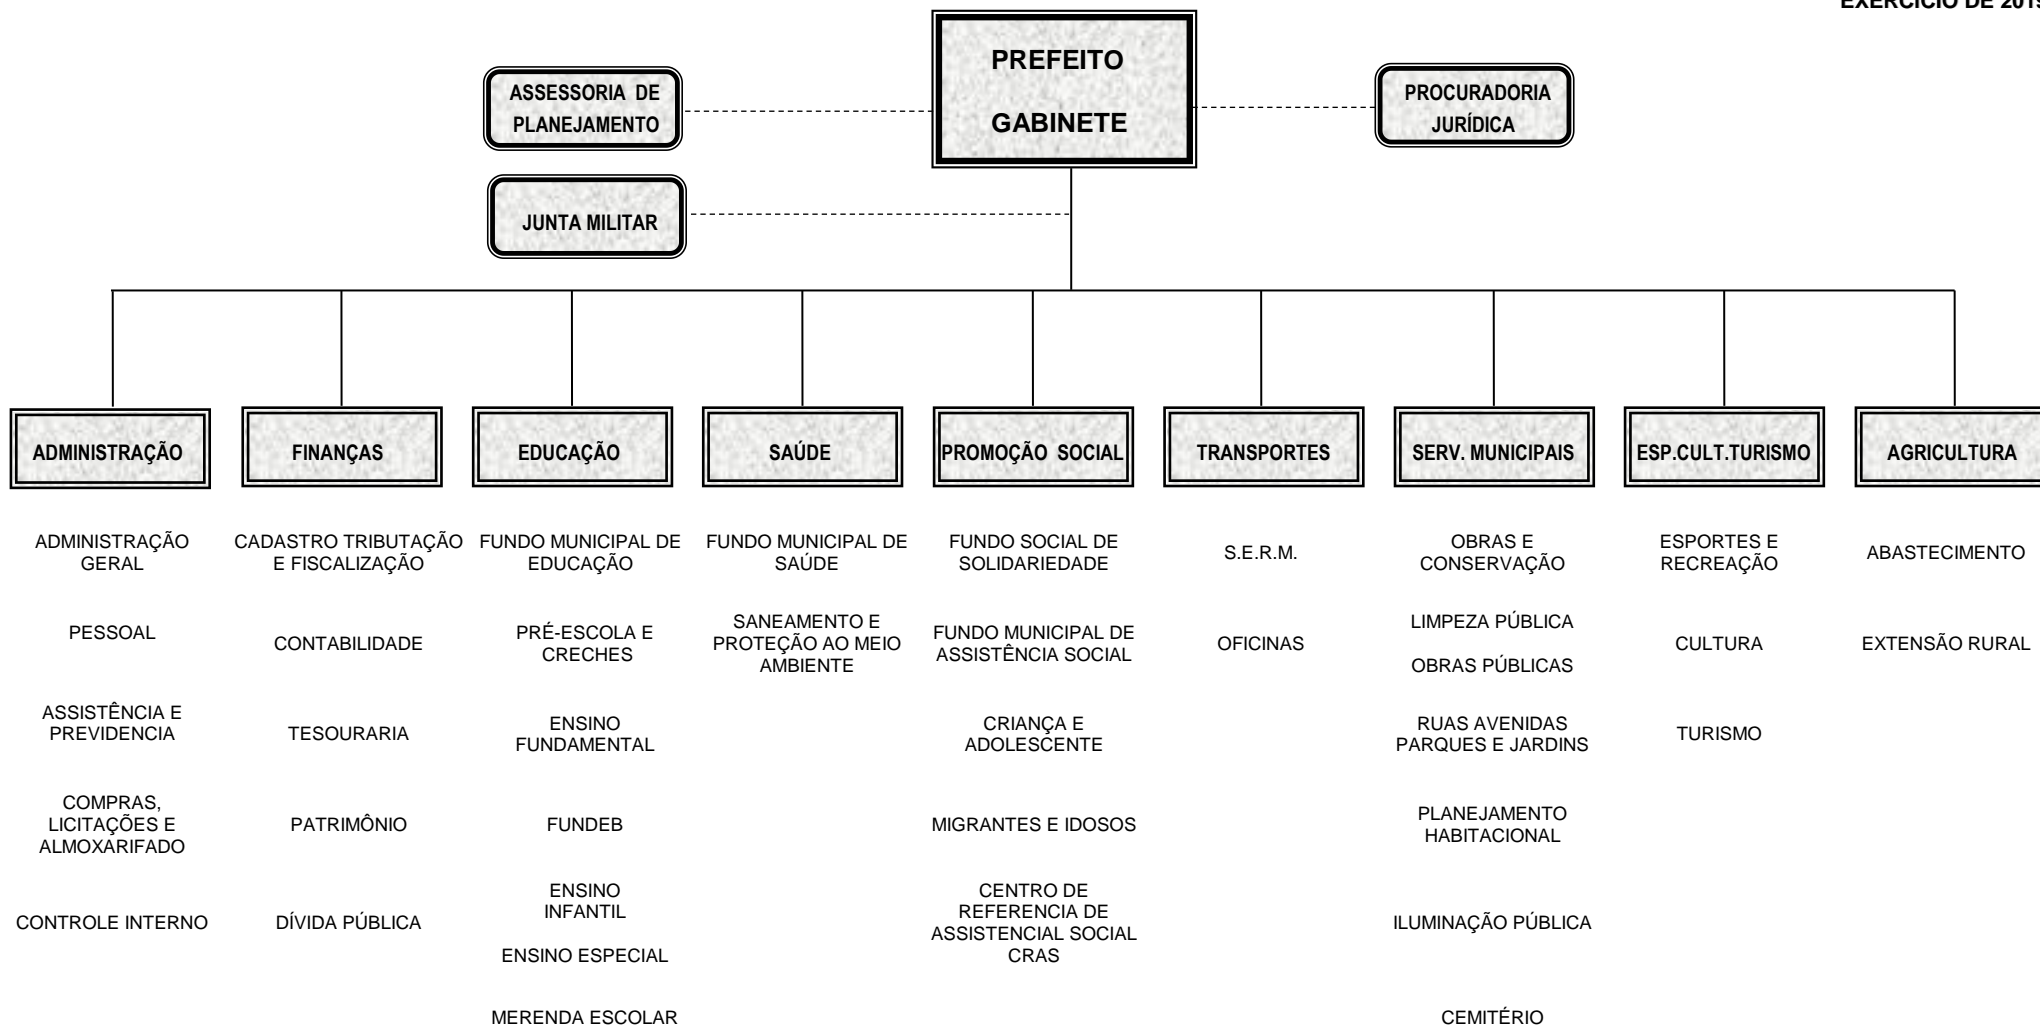 EXERCÍCIO DE 2019
PREFEITO
GABINETE
ASSESSORIA DE
PLANEJAMENTO
PROCURADORIA
JURÍDICA
JUNTA MILITAR
ADMINISTRAÇÃO
FINANÇAS
EDUCAÇÃO
SAÚDE
PROMOÇÃO SOCIAL
TRANSPORTES
SERV. MUNICIPAIS
ESP.CULT.TURISMO
AGRICULTURA
ADMINISTRAÇÃO
GERAL
PESSOAL
ASSISTÊNCIA E
PREVIDENCIA
COMPRAS,
LICITAÇÕES E
ALMOXARIFADO
CONTROLE INTERNO
CADASTRO TRIBUTAÇÃO
E FISCALIZAÇÃO
CONTABILIDADE
TESOURARIA
PATRIMÔNIO
DÍVIDA PÚBLICA
FUNDO MUNICIPAL DE
EDUCAÇÃO
PRÉ-ESCOLA E
CRECHES
ENSINO
FUNDAMENTAL
FUNDEB
ENSINO
INFANTIL
ENSINO ESPECIAL
MERENDA ESCOLAR
FUNDO MUNICIPAL DE
SAÚDE
SANEAMENTO E
PROTEÇÃO AO MEIO
AMBIENTE
FUNDO SOCIAL DE
SOLIDARIEDADE
FUNDO MUNICIPAL DE
ASSISTÊNCIA SOCIAL
CRIANÇA E
ADOLESCENTE
MIGRANTES E IDOSOS
CENTRO DE
REFERENCIA DE
ASSISTENCIAL SOCIAL
CRAS
S.E.R.M.
OFICINAS
OBRAS E
CONSERVAÇÃO
LIMPEZA PÚBLICA
OBRAS PÚBLICAS
RUAS AVENIDAS
PARQUES E JARDINS
PLANEJAMENTO
HABITACIONAL
ILUMINAÇÃO PÚBLICA
CEMITÉRIO
ESPORTES E
RECREAÇÃO
CULTURA
TURISMO
ABASTECIMENTO
EXTENSÃO RURAL